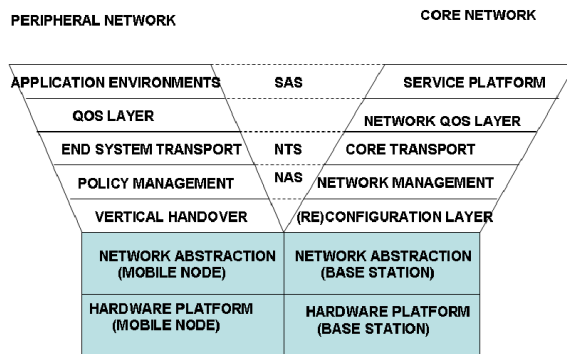 PERIPHERAL NETWORK
CORE NETWORK
APPLICATION ENVIRONMENTS
SAS
SERVICE PLATFORM
QOS LAYER
NETWORK QOS LAYER
END SYSTEM TRANSPORT
NTS
CORE TRANSPORT
POLICY MANAGEMENT
NAS
NETWORK MANAGEMENT
VERTICAL HANDOVER
(RE)CONFIGURATION LAYER
NETWORK ABSTRACTION
(MOBILE NODE)
NETWORK ABSTRACTION
(BASE STATION)
HARDWARE PLATFORM
(MOBILE NODE)
HARDWARE PLATFORM
(BASE STATION)